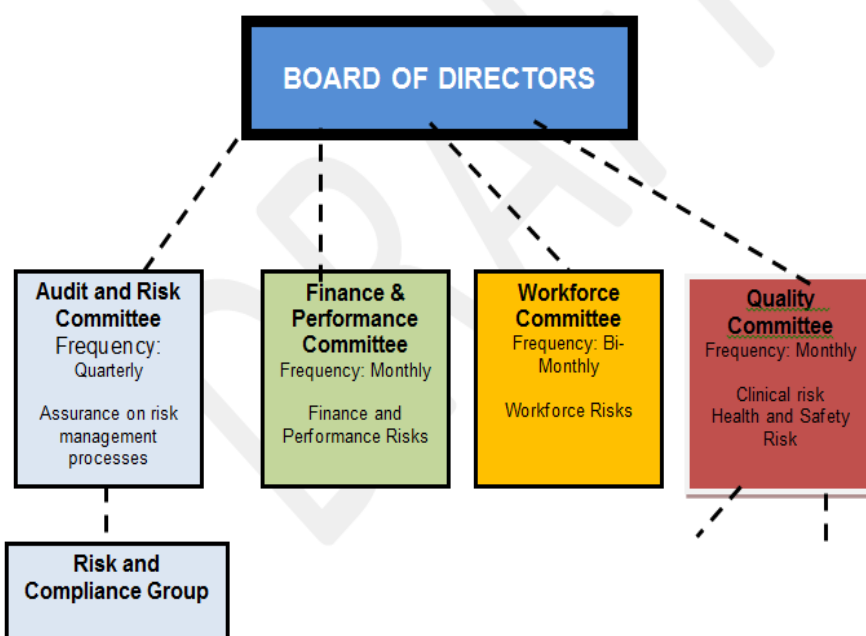 BOARD OF DIRECTORS
Audit and Risk
Committee
Frequency:
Quarterly
Assurance on risk
management
processes
Finance &
Performance
Committee
Frequency: Monthly
Finance and
Performance Risks
Workforce
Committee
Frequency: Bi-
Monthly
Workforce Risks
Quality
Committee
Frequency: Monthly
Clinical risk
Health and Safety
Risk
Risk and
Compliance Group